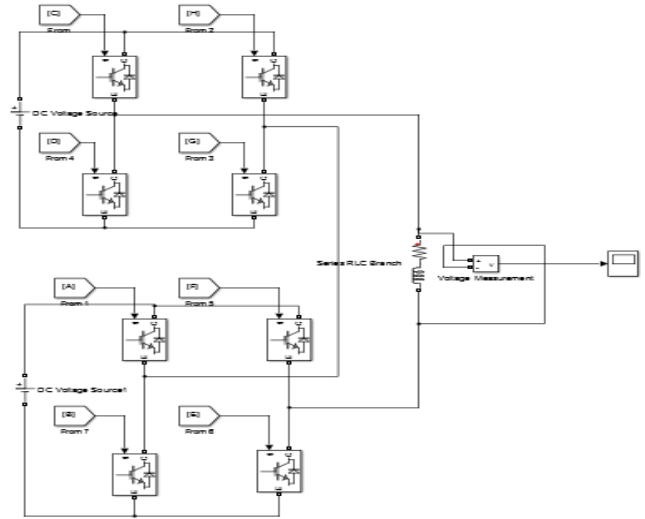 [C]
From
[H]
From 2
DC Voltage Source
[D]
From 4
[G]
From 3
Series RLC Branch
Voltage Measurement
[A]
From 1
[F]
From 5
DC Voltage Source1
[B]
From 7
[E]
From 6